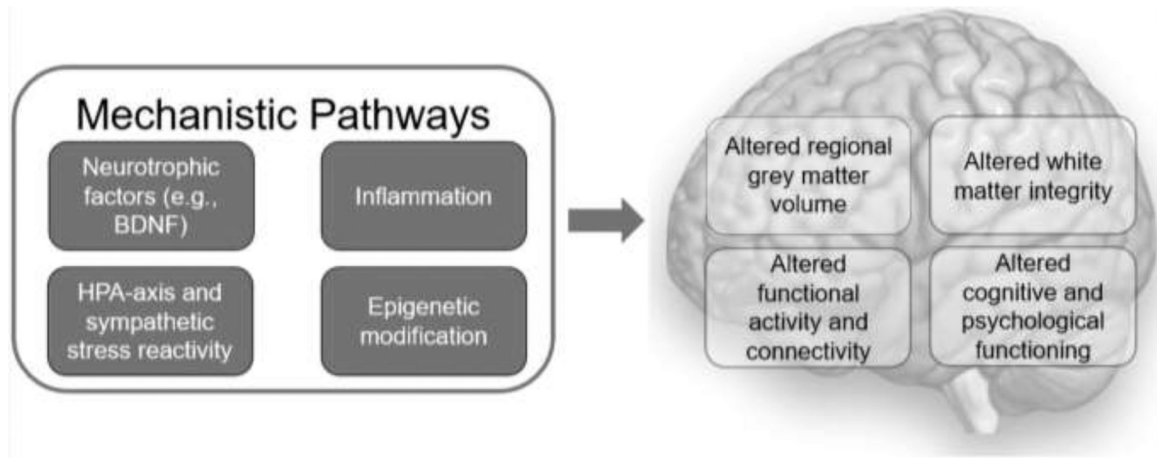 Mechanistic Pathways
Neurotrophic
factors (e.g.,
BDNF)
Inflammation
HPA-axis and
sympathetic
stress reactivity
Epigenetic
modification
Altered regional
grey matter
volume
Altered white
matter integrity
Altered
functional
activity and
connectivity
Altered
cognitive and
psychological
functioning